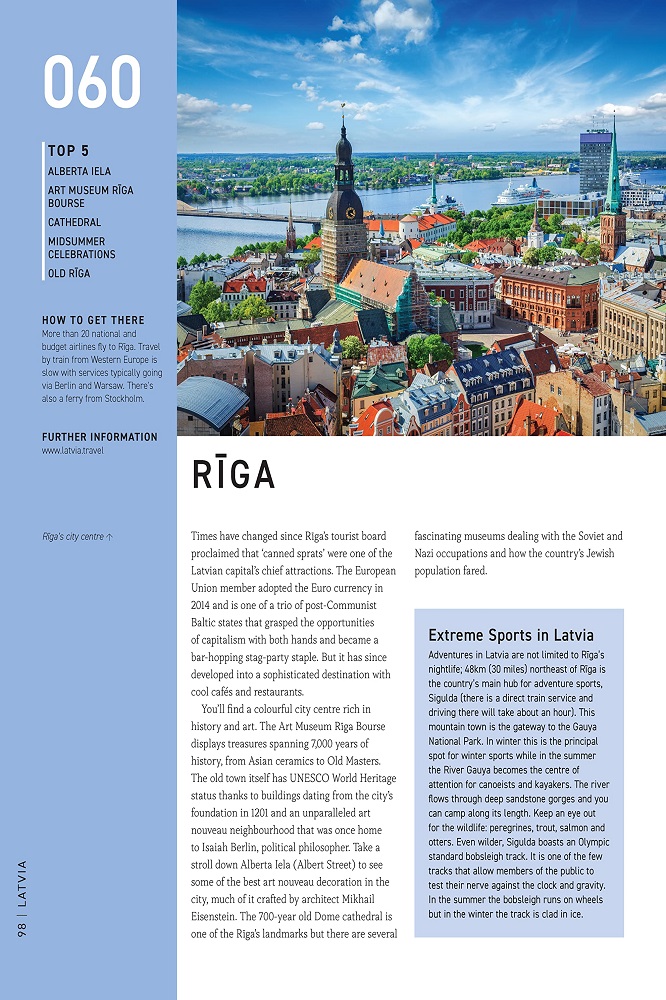 060
TOP 5
ALBERTA IELA
ART MUSEUM RĪGA
BOURSE
CATHEDRAL
MIDSUMMER
CELEBRATIONS
OLD RĪGA
HOW TO GET THERE
More than 20 national and
budget airlines fly to Rīga. Travel
by train from Western Europe is
slow with services typically going
via Berlin and Warsaw. There's
also a ferry from Stockholm.
FURTHER INFORMATION
www.latvia.travel
Rīga's city centre ↑
98 | LATVIA
RĪGA
Times have changed since Rīga's tourist board
proclaimed that 'canned sprats' were one of the
Latvian capital's chief attractions. The European
Union member adopted the Euro currency in
2014 and is one of a trio of post-Communist
Baltic states that grasped the opportunities
of capitalism with both hands and became a
bar-hopping stag-party staple. But it has since
developed into a sophisticated destination with
cool cafés and restaurants.
You'll find a colourful city centre rich in
history and art. The Art Museum Rīga Bourse
displays treasures spanning 7,000 years of
history, from Asian ceramics to Old Masters.
The old town itself has UNESCO World Heritage
status thanks to buildings dating from the city's
foundation in 1201 and an unparalleled art
nouveau neighbourhood that was once home
to Isaiah Berlin, political philosopher. Take a
stroll down Alberta Iela (Albert Street) to see
some of the best art nouveau decoration in the
city, much of it crafted by architect Mikhail
Eisenstein. The 700-year old Dome cathedral is
one of the Rīga's landmarks but there are several
fascinating museums dealing with the Soviet and
Nazi occupations and how the country's Jewish
population fared.
Extreme Sports in Latvia
Adventures in Latvia are not limited to Rīga's
nightlife; 48km (30 miles) northeast of Rīga is
the country's main hub for adventure sports,
Sigulda (there is a direct train service and
driving there will take about an hour). This
mountain town is the gateway to the Gauya
National Park. In winter this is the principal
spot for winter sports while in the summer
the River Gauya becomes the centre of
attention for canoeists and kayakers. The river
flows through deep sandstone gorges and you
can camp along its length. Keep an eye out
for the wildlife: peregrines, trout, salmon and
otters. Even wilder, Sigulda boasts an Olympic
standard bobsleigh track. It is one of the few
tracks that allow members of the public to
test their nerve against the clock and gravity.
In the summer the bobsleigh runs on wheels
but in the winter the track is clad in ice.